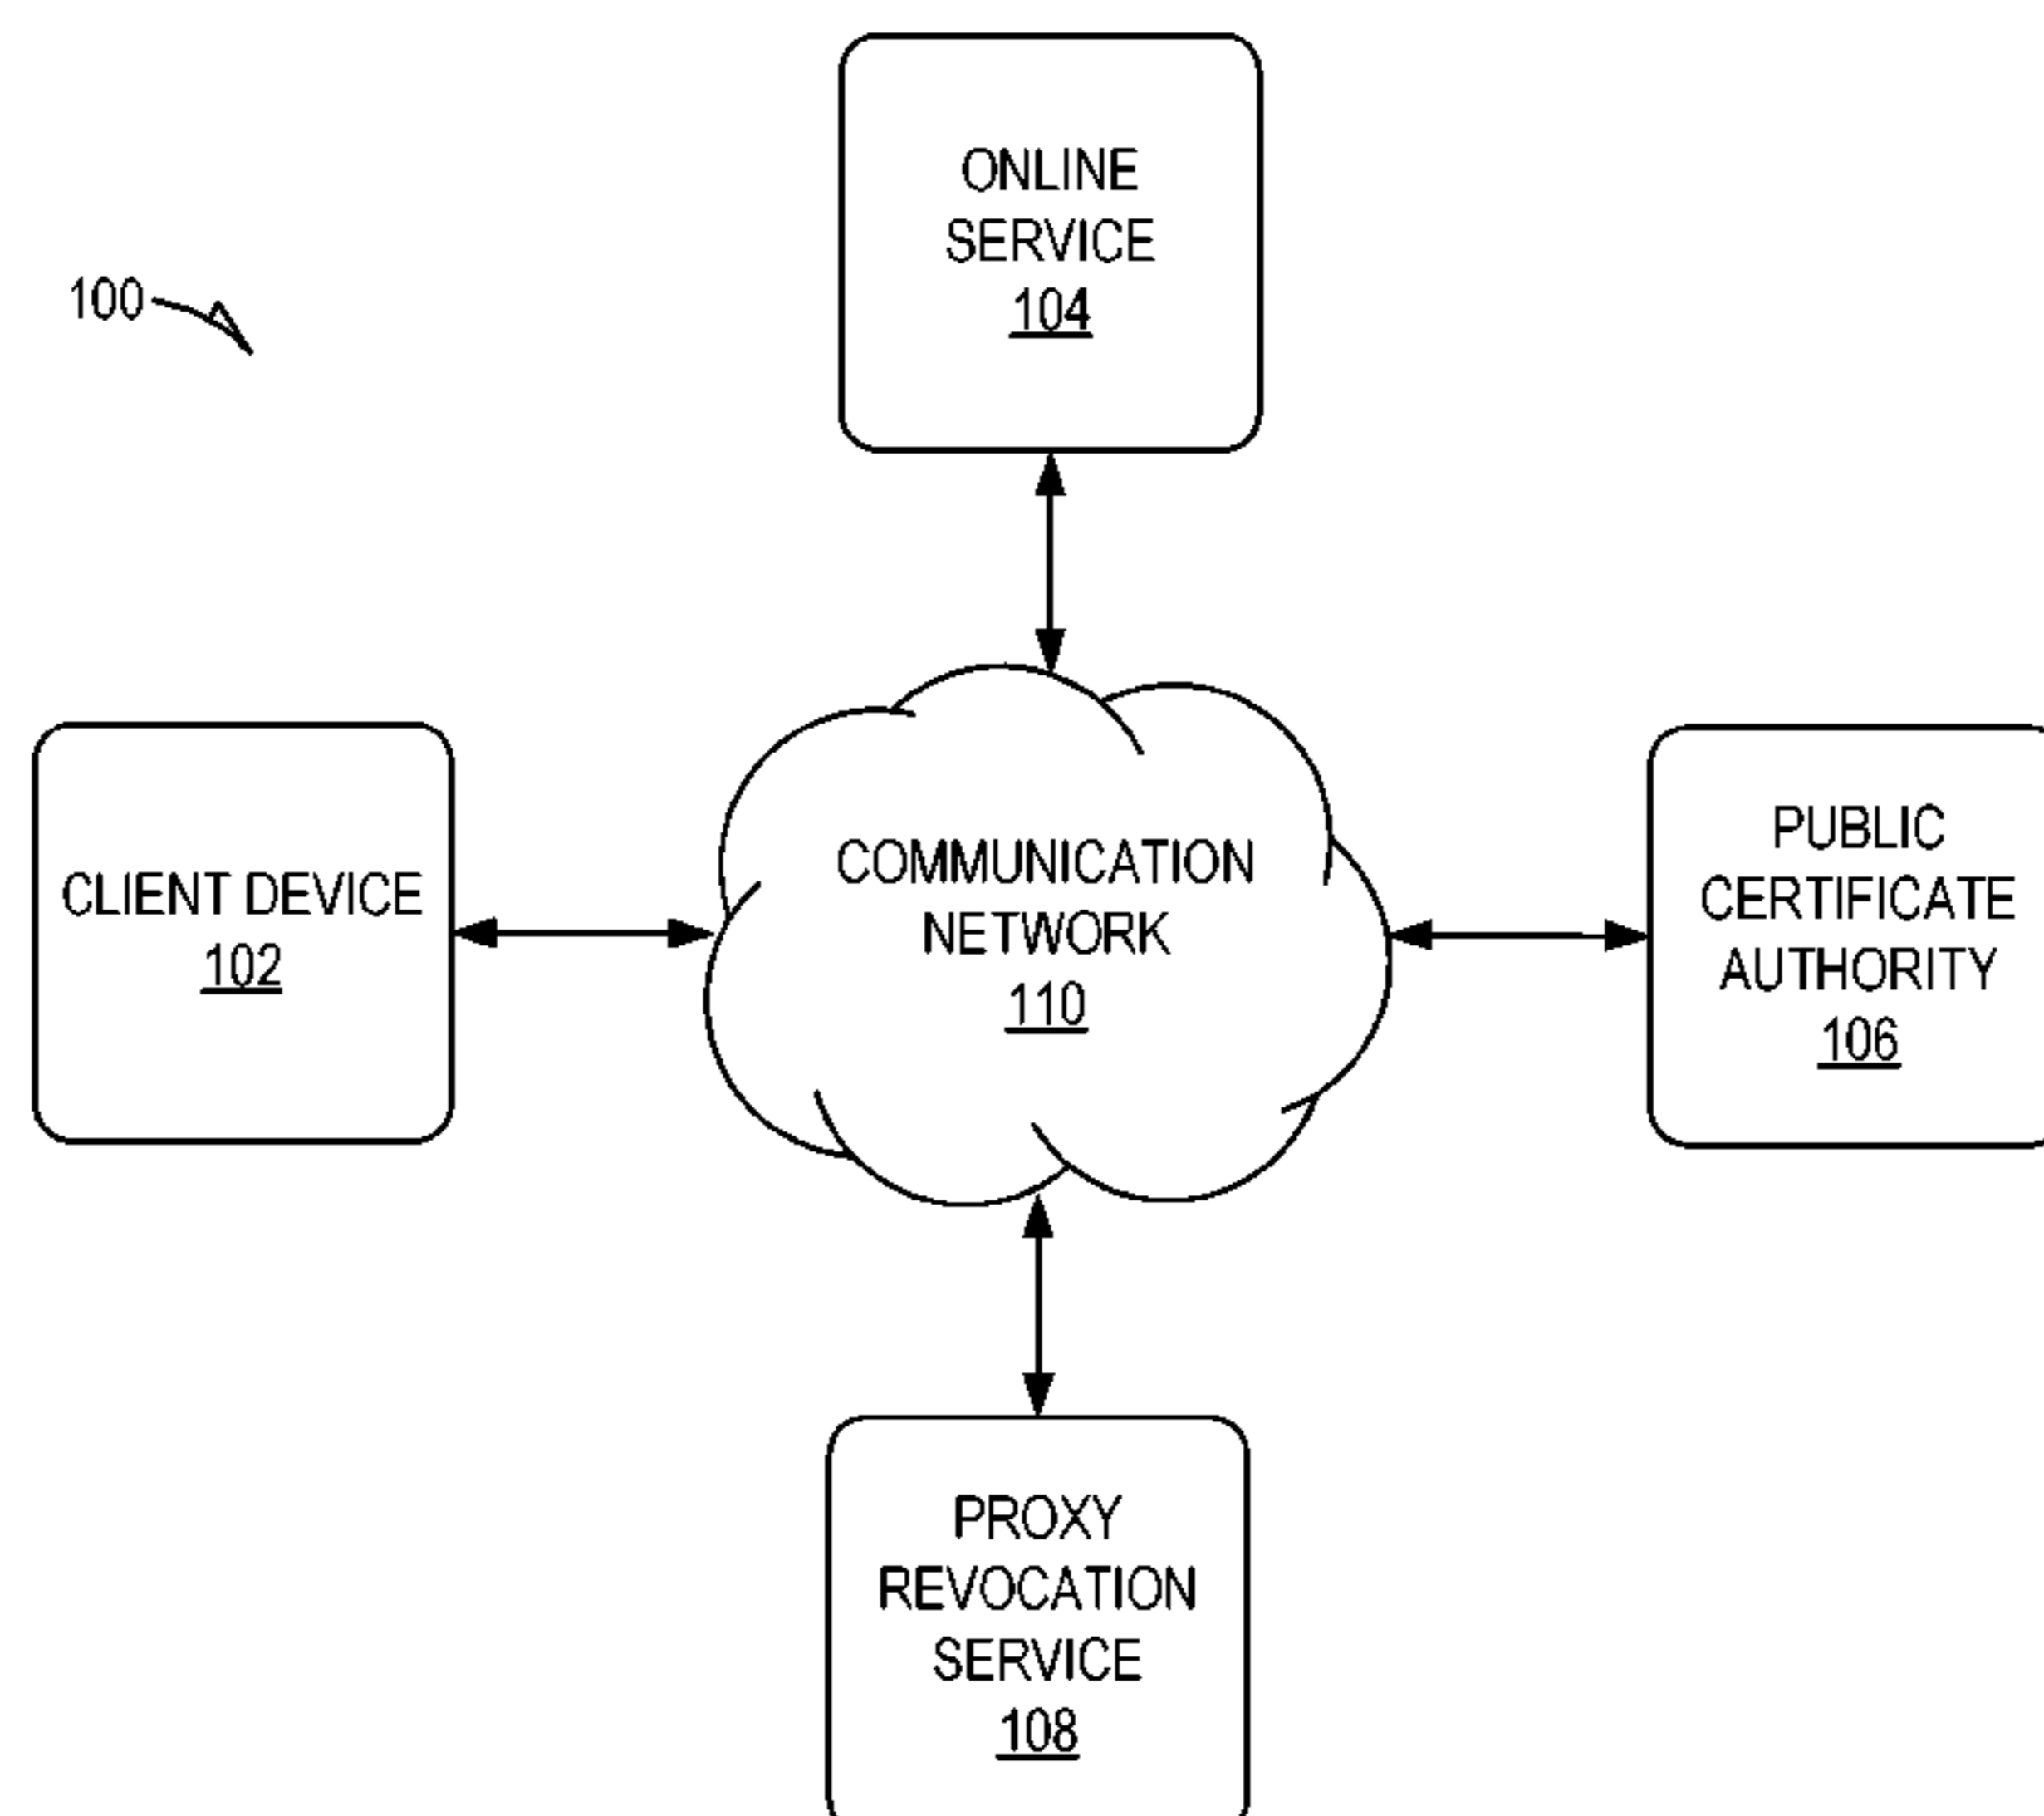 ONLINE
SERVICE
104
100
CLIENT DEVICE
102
COMMUNICATION
NETWORK
110
PUBLIC
CERTIFICATE
AUTHORITY
106
PROXY
REVOCATION
SERVICE
108